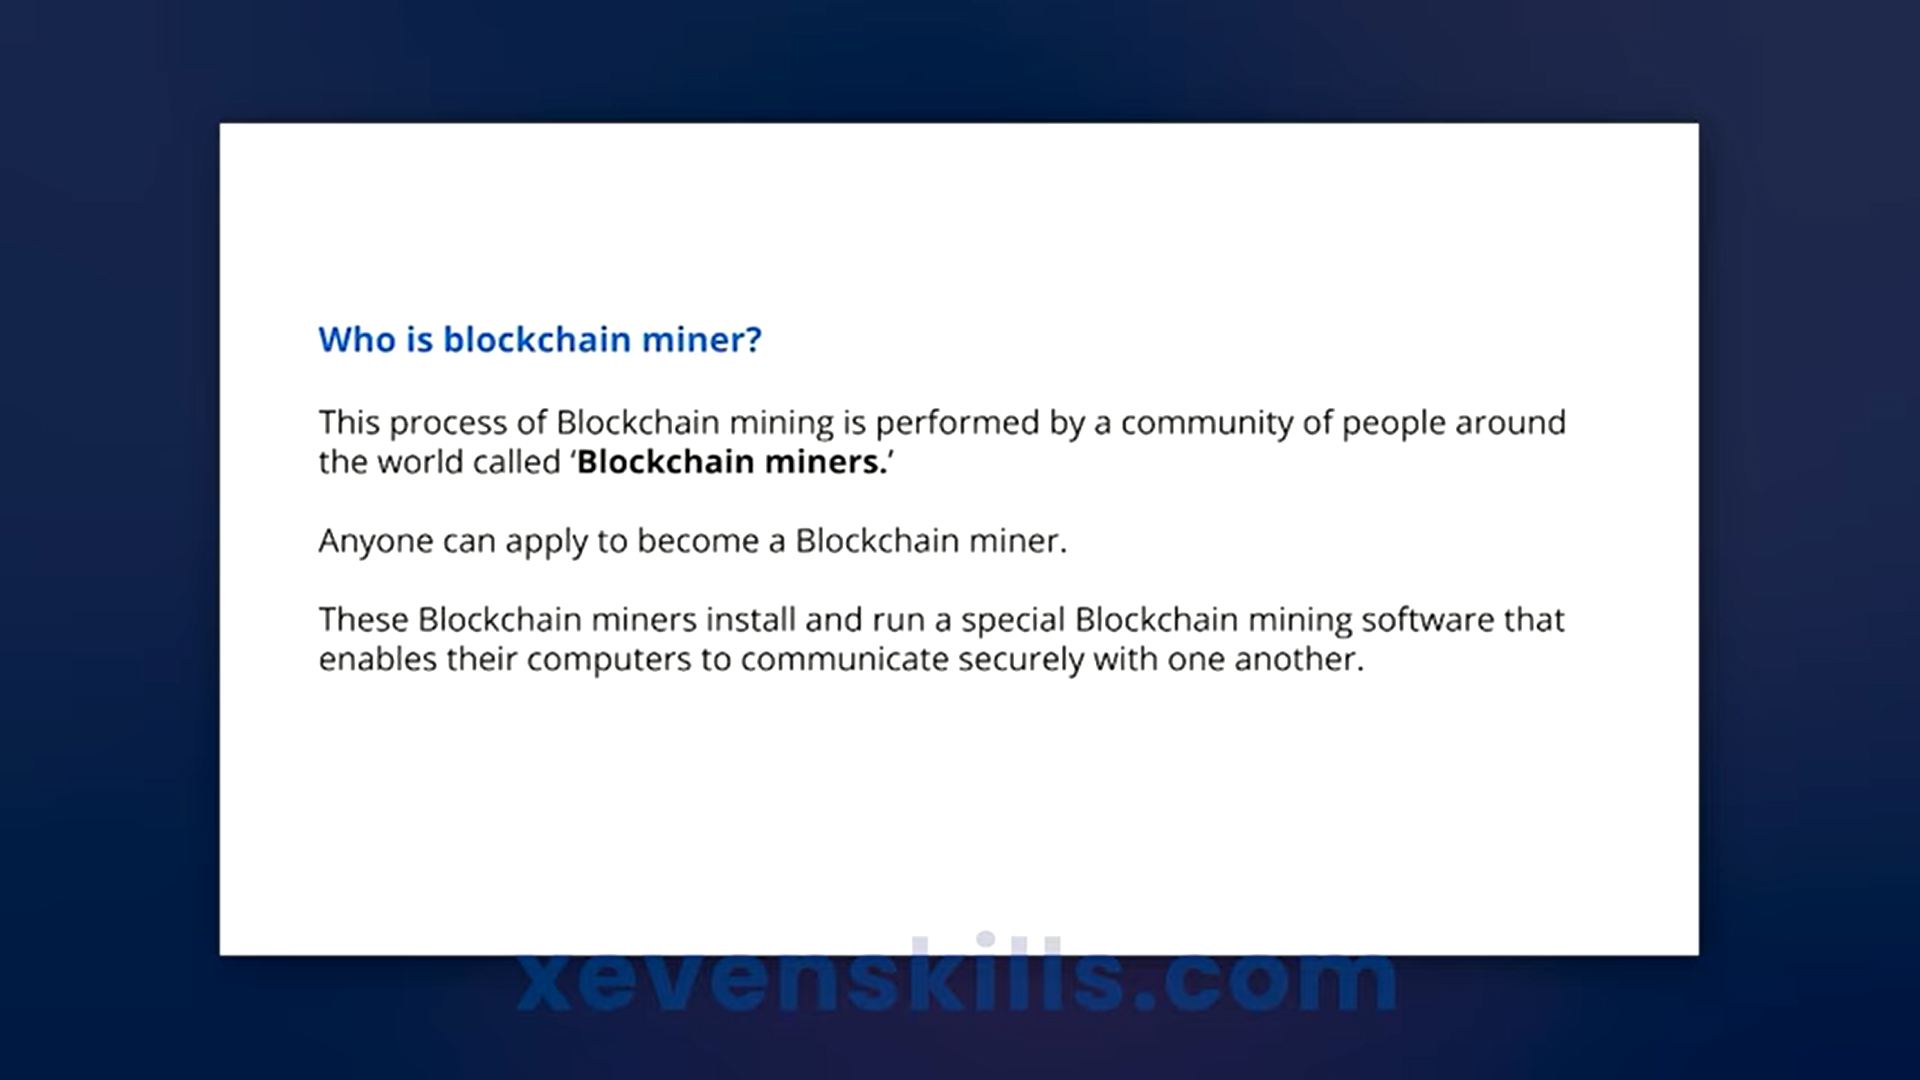 Who is blockchain miner?
This process of Blockchain mining is performed by a community of people around
the world called ‘Blockchain miners.’
Anyone can apply to become a Blockchain miner.
These Blockchain miners install and run a special Blockchain mining software that
enables their computers to communicate securely with one another.
xevenskills.com